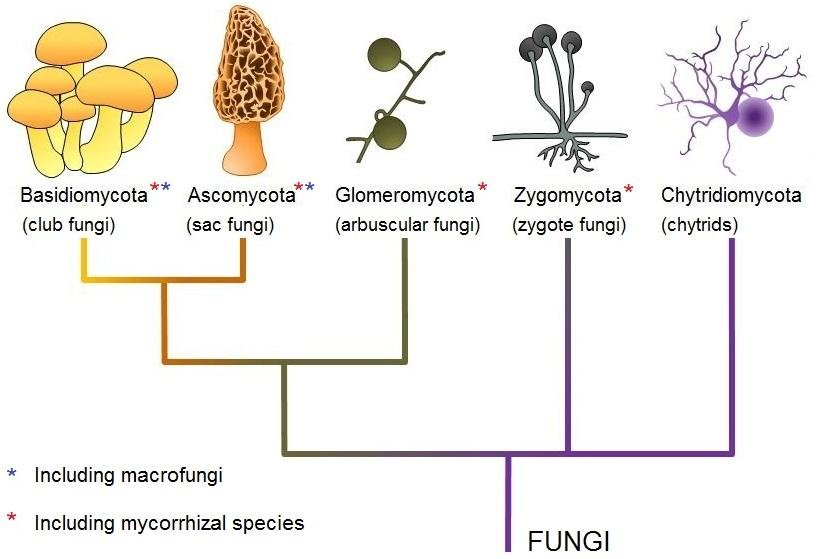 Basidiomycota** Ascomycota** Glomeromycota* Zygomycota* Chytridiomycota
(club fungi) (sac fungi) (arbuscular fungi) (zygote fungi) (chytrids)
* Including macrofungi
* Including mycorrhizal species
FUNGI